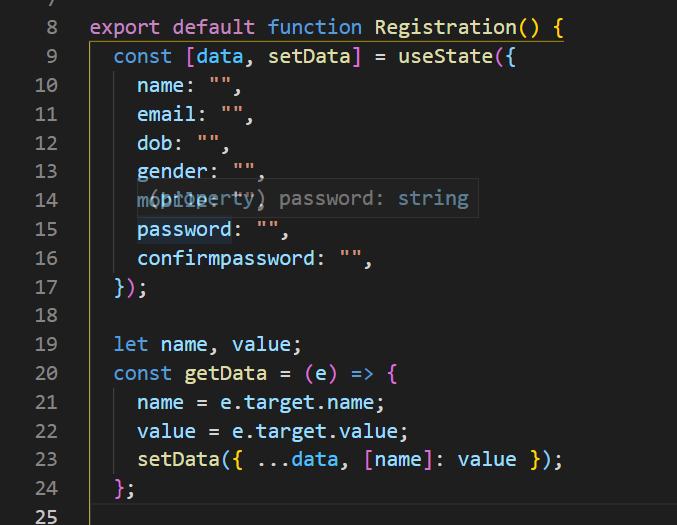 8 export default function Registration() {
9 const [data, setData] = useState({
10 name: "",
11 email: "",
12 dob: "",
13 gender: "",
(property) password: string
14 mobile: "",
15 password: "",
16 confirmpassword: "",
17 });
18
19 let name, value;
20 const getData = (e) => {
21 name = e.target.name;
22 value = e.target.value;
23 setData({ ...data, [name]: value });
24 };
25